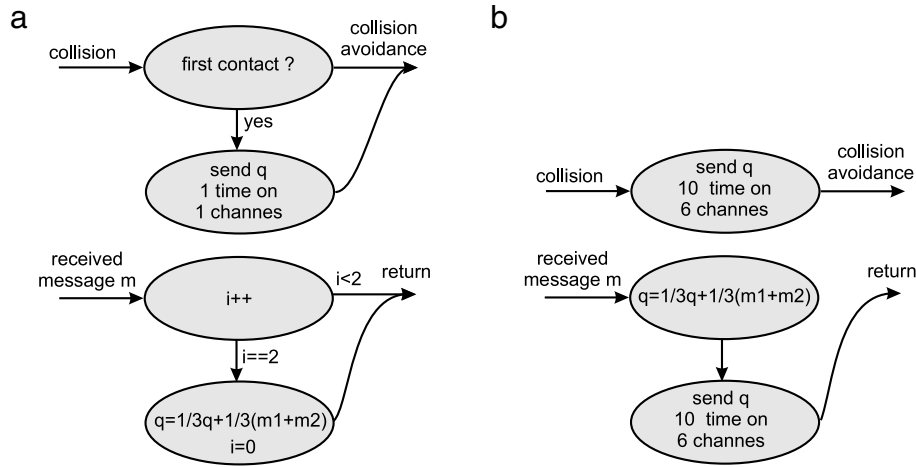 a
collision
first contact ?
collision
avoidance
yes
send q
1 time on
1 channes
received
message m
i++
i<2
return
i==2
q=1/3q+1/3(m1+m2)
i=0
b
collision
send q
10 time on
6 channes
collision
avoidance
received
message m
q=1/3q+1/3(m1+m2)
return
send q
10 time on
6 channes